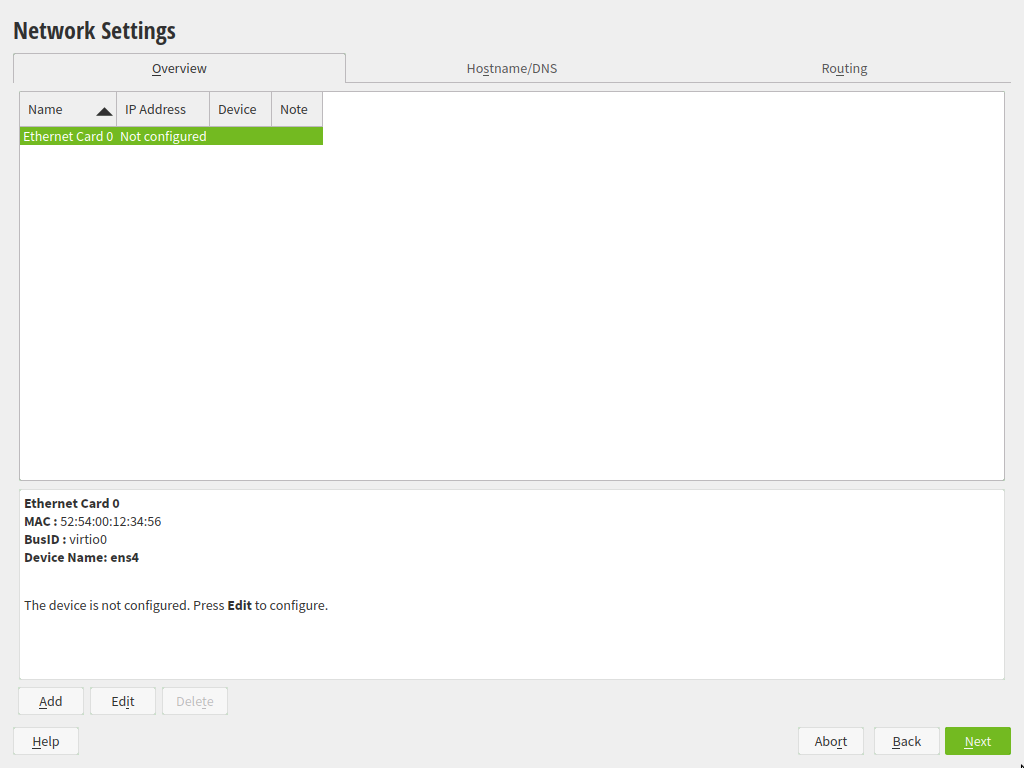 Network Settings
Overview Hostname/DNS Routing
Name IP Address Device Note
Ethernet Card 0 Not configured
Ethernet Card 0
MAC : 52:54:00:12:34:56
BusID : virtio0
Device Name: ens4
The device is not configured. Press Edit to configure.
Add Edit Delete
Help Abort Back Next